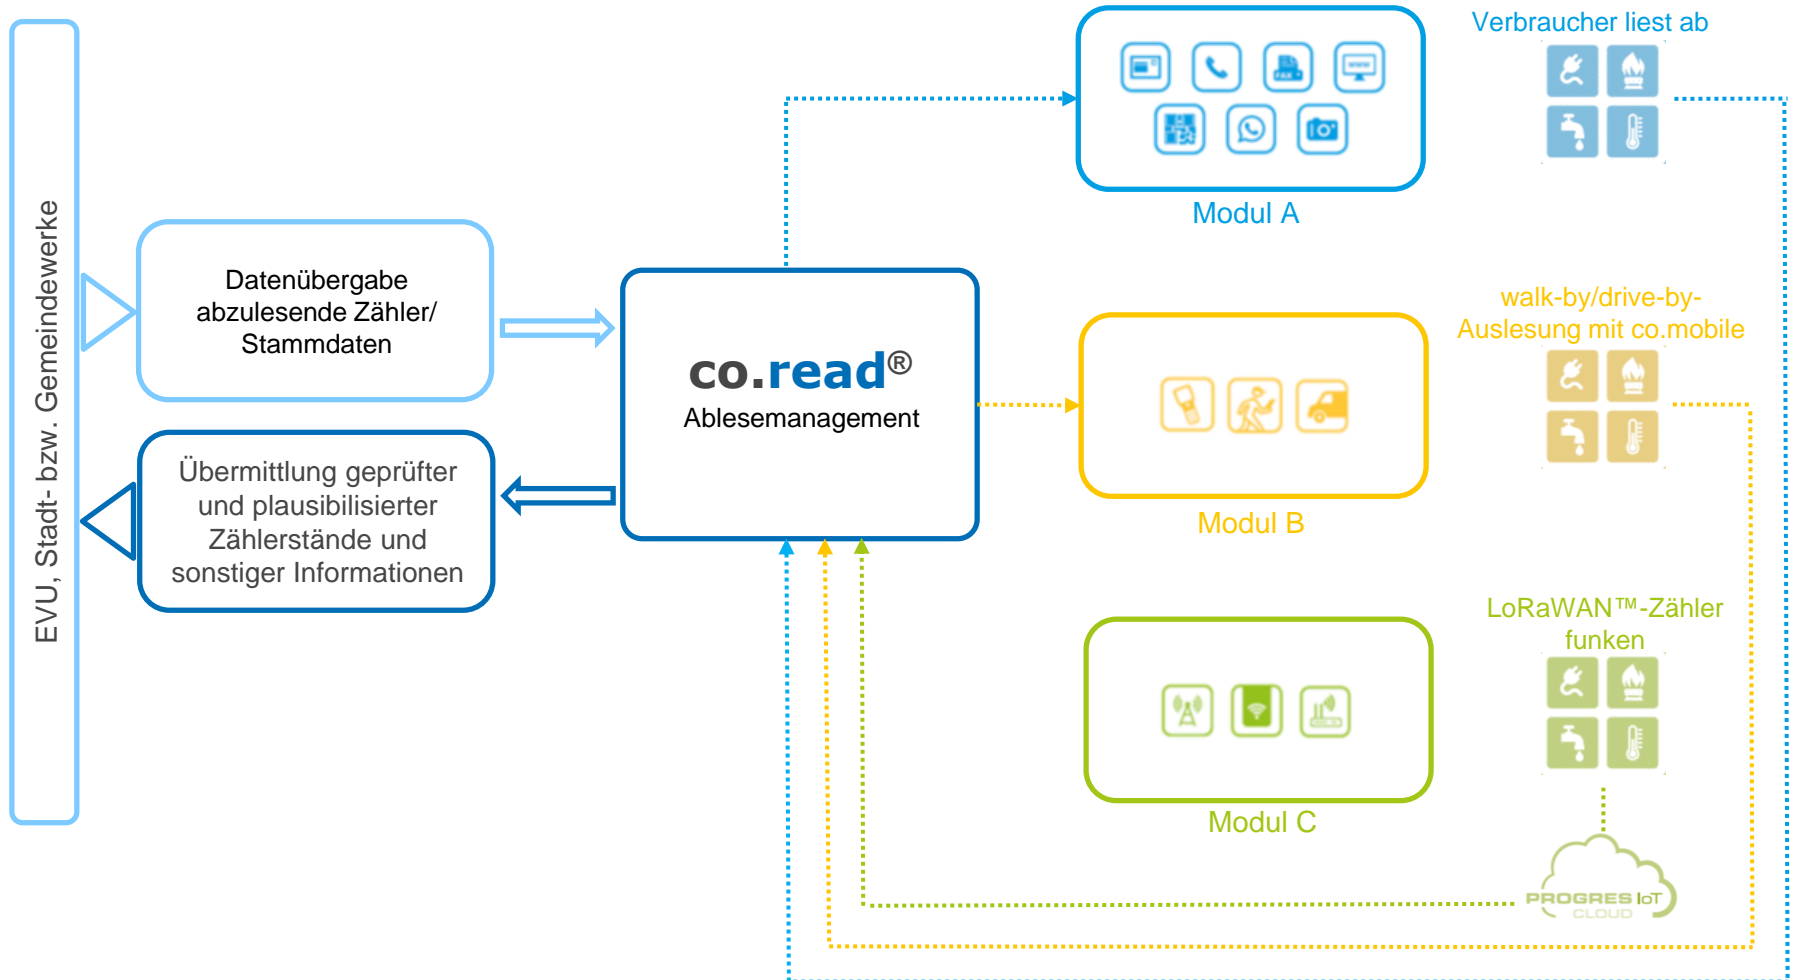 EVU, Stadt- bzw. Gemeindewerke
Datenübergabe
abzulesende Zähler/
Stammdaten
Übermittlung geprüfter
und plausibilisierter
Zählerstände und
sonstiger Informationen
co.read®
Ablesemanagement
FAX
www
Modul A
Verbraucher liest ab
walk-by/drive-by-
Auslesung mit co.mobile
Modul B
LoRaWAN™-Zähler
funken
Modul C
PROGRES IoT
CLOUD